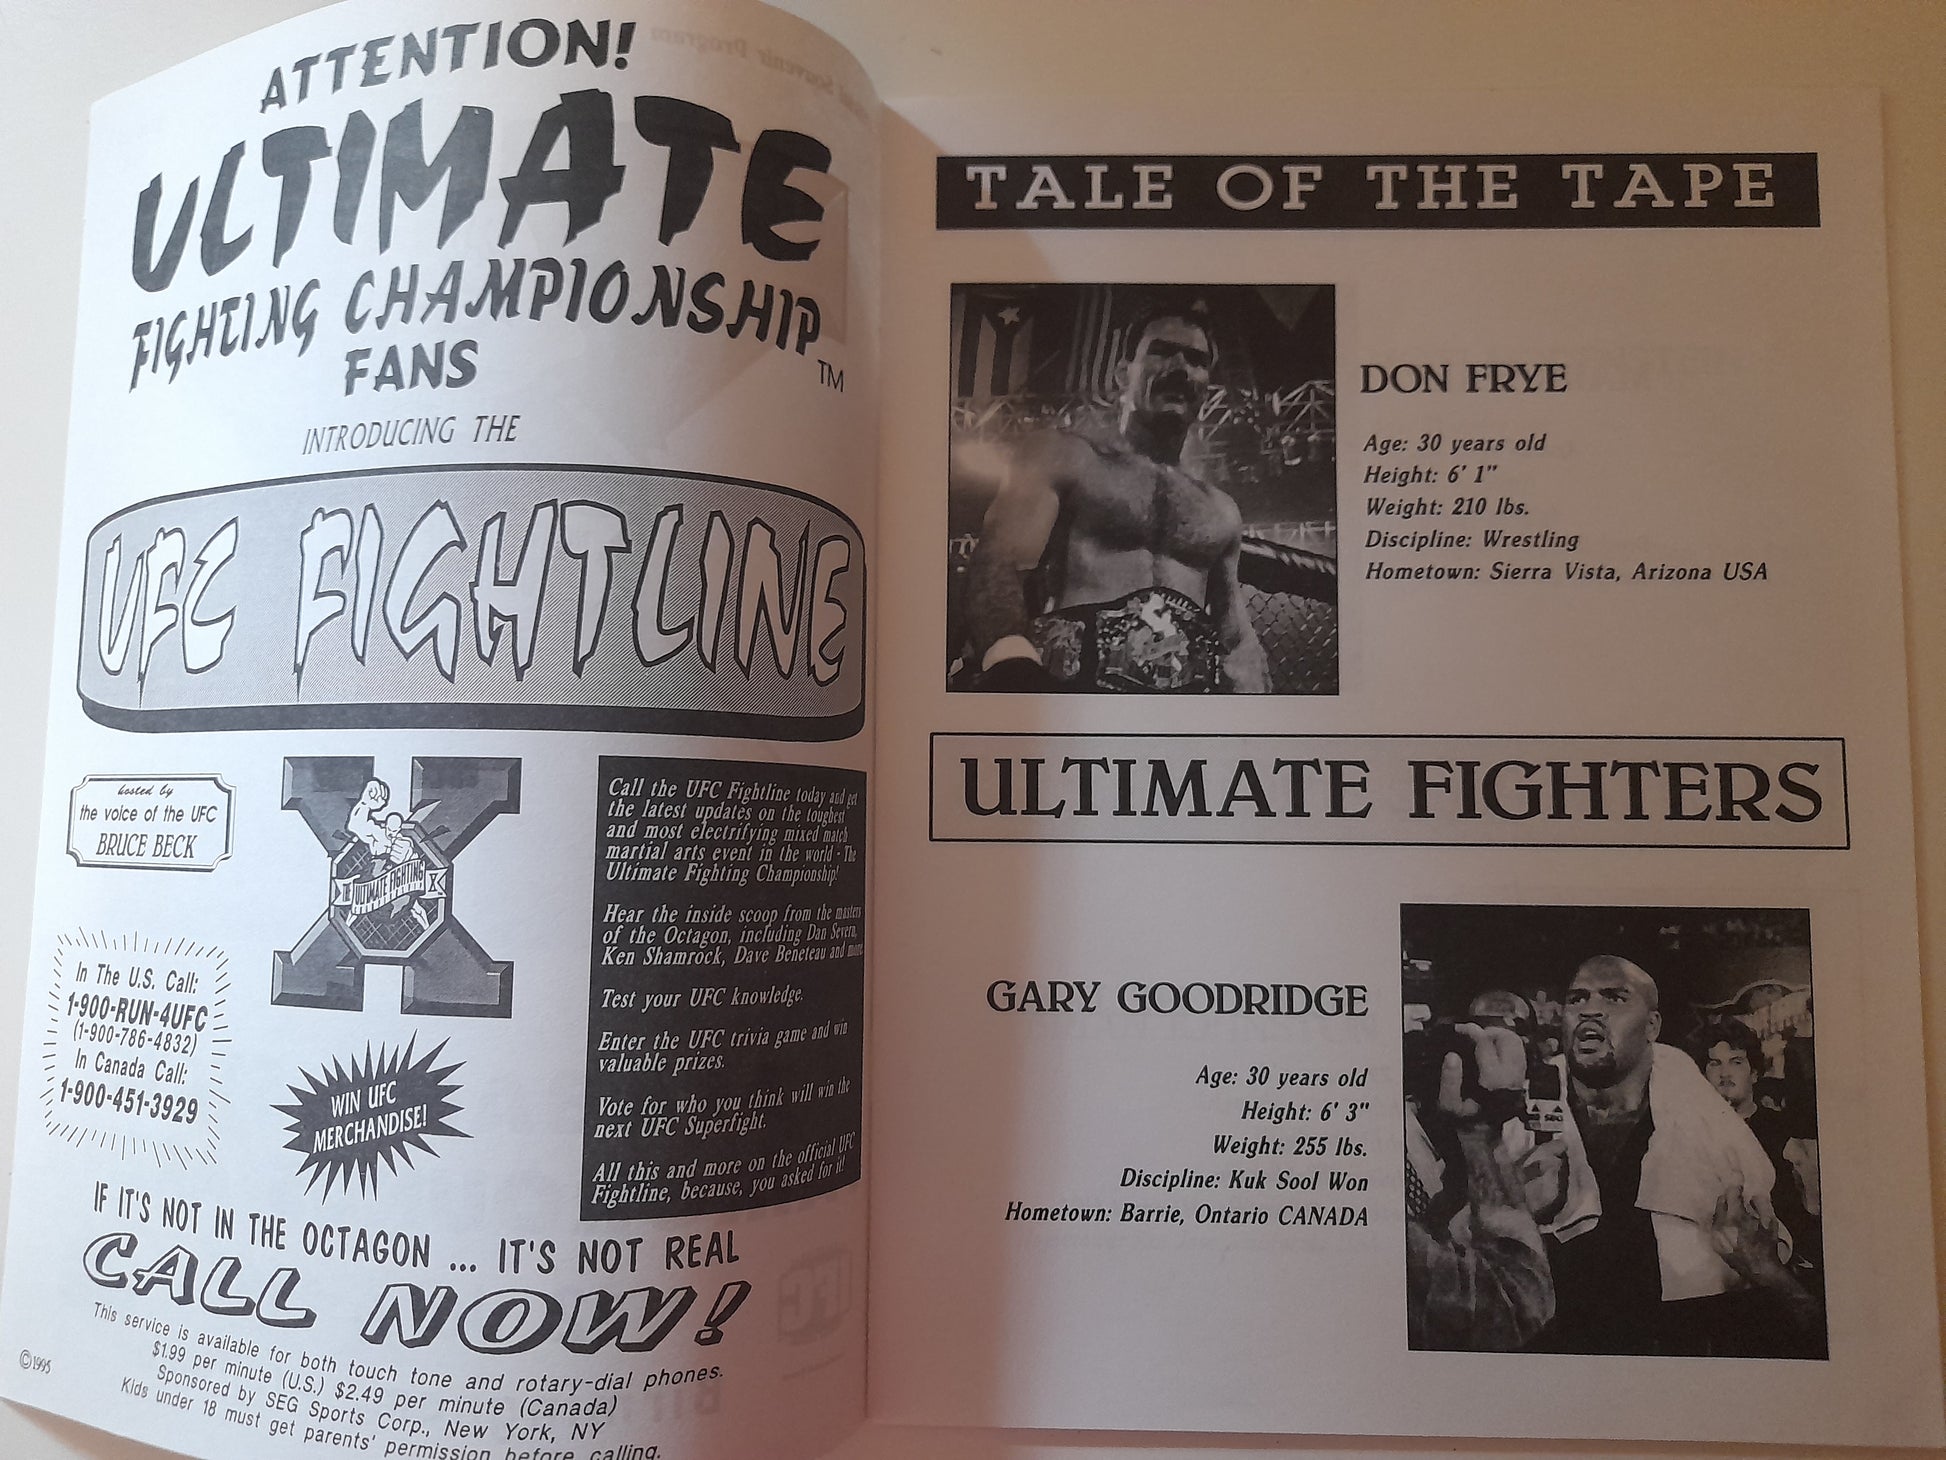 ATTENTION!
ULTIMATE
FIGHTING CHAMPIONSHIP
TM
FANS
INTRODUCING THE
UFC FIGHTLINE
hosted by
the voice of the UFC
BRUCE BECK
THE ULTIMATE FIGHTING X
In The U.S. Call:
1-900-RUN-4UFC
(1-900-786-4832)
In Canada Call:
1-900-451-3929
WIN UFC
MERCHANDISE!
Call the UFC Fightline today and get
the latest updates on the toughest
and most electrifying mixed match
martial arts event in the world - The
Ultimate Fighting Championship!
Hear the inside scoop from the masters
of the Octagon, including Dan Severn,
Ken Shamrock, Dave Beneteau and more
Test your UFC knowledge.
Enter the UFC trivia game and win
valuable prizes.
Vote for who you think will win the
next UFC Superfight.
All this and more on the official UFC
Fightline, because, you asked for it!
IF IT'S NOT IN THE OCTAGON ... IT'S NOT REAL
CALL NOW!
This service is available for both touch tone and rotary-dial phones.
$1.99 per minute (U.S.) $2.49 per minute (Canada)
Sponsored by SEG Sports Corp., New York, NY
Kids under 18 must get parents' permission before calling.
©1995
TALE OF THE TAPE
DON FRYE
Age: 30 years old
Height: 6' 1"
Weight: 210 lbs.
Discipline: Wrestling
Hometown: Sierra Vista, Arizona USA
ULTIMATE FIGHTERS
GARY GOODRIDGE
Age: 30 years old
Height: 6' 3"
Weight: 255 lbs.
Discipline: Kuk Sool Won
Hometown: Barrie, Ontario CANADA